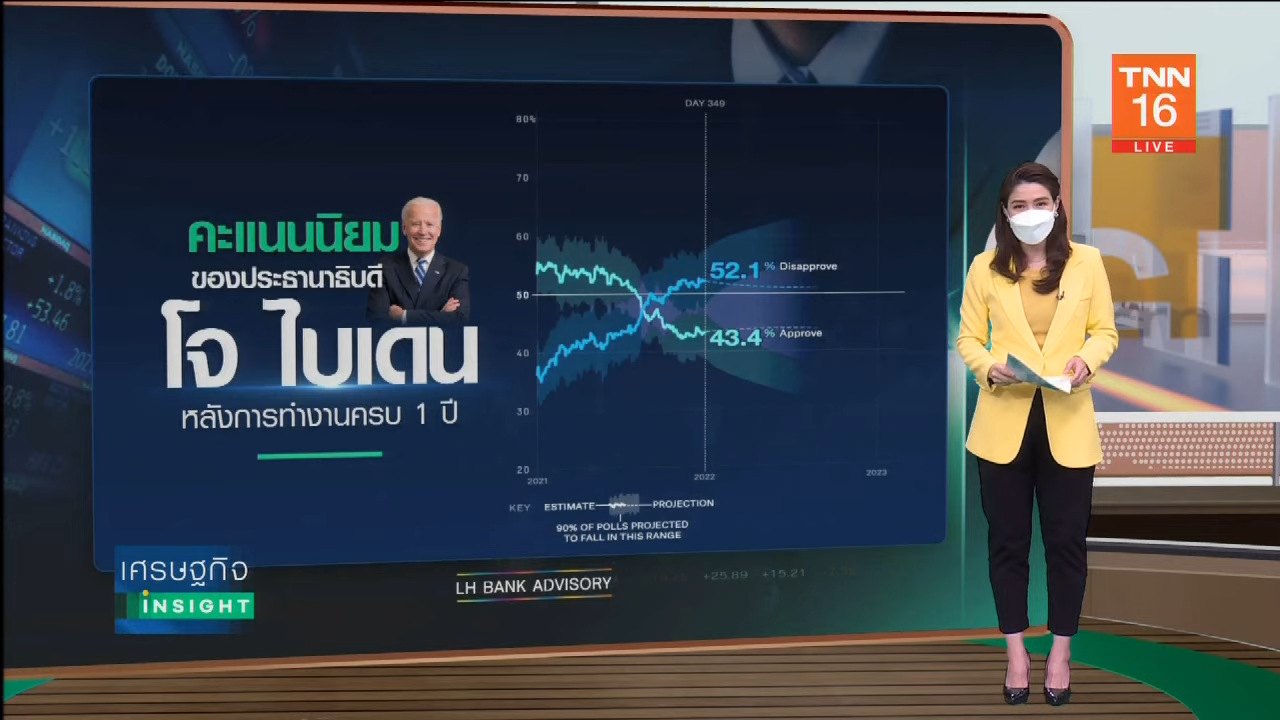 TNN
16
LIVE
คะแนนนิยม
ของประธานาธิบดี
โจ ไบเดน
หลังการทำงานครบ 1 ปี
DAY 349
80%
70
60
50
40
30
20
52.1% Disapprove
43.4% Approve
2021
2022
2023
KEY ESTIMATE PROJECTION
90% OF POLLS PROJECTED
TO FALL IN THIS RANGE
เศรษฐกิจ
INSIGHT
LH BANK ADVISORY
+25.89 +15.21
NASDAQ
+1.8%
+53.46